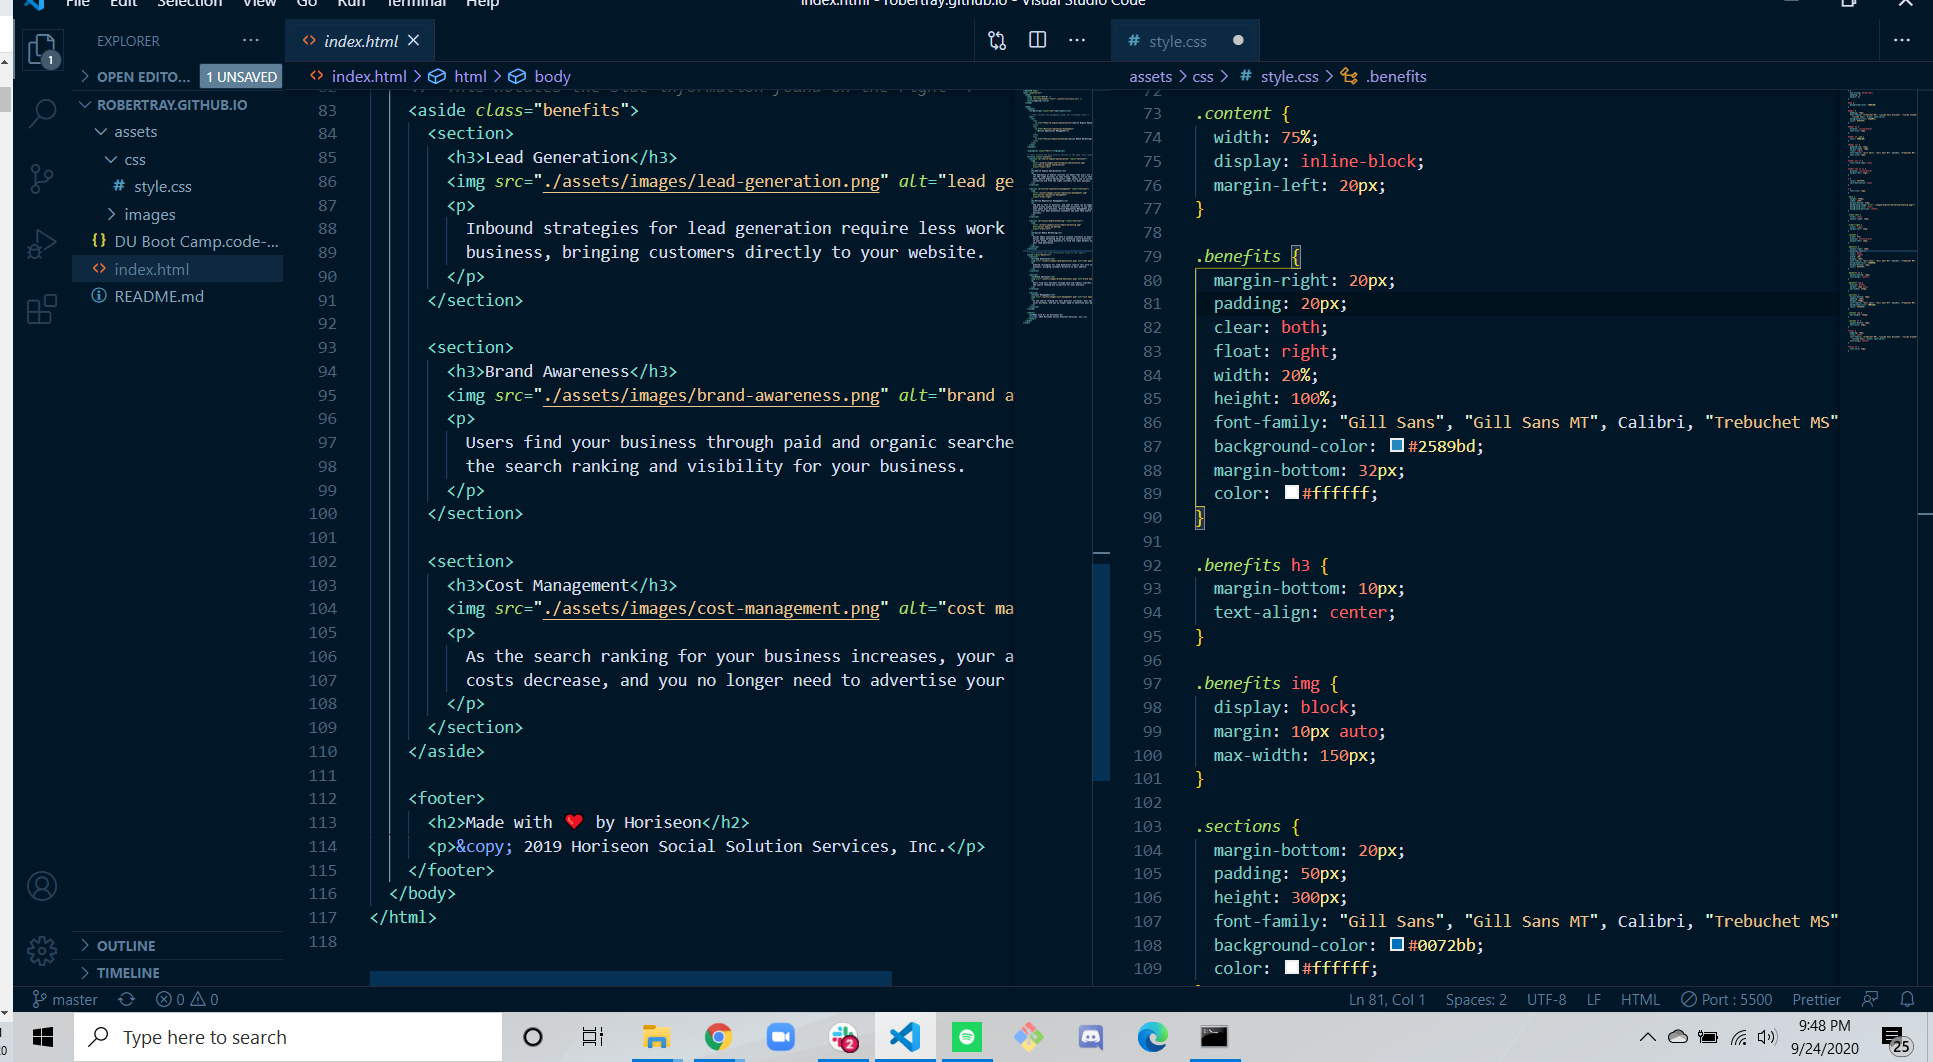 File Edit Selection View Go Run Terminal Help
index.html - robertray.github.io - Visual Studio Code
EXPLORER
1
OPEN EDITO... 1 UNSAVED
ROBERTRAY.GITHUB.IO
assets
css
# style.css
images
{} DU Boot Camp.code-...
<> index.html
README.md
OUTLINE
TIMELINE
<> index.html
<> index.html > html > body
83 <aside class="benefits">
84 <section>
85 <h3>Lead Generation</h3>
86 <img src="./assets/images/lead-generation.png" alt="lead ge
87 <p>
88 Inbound strategies for lead generation require less work
89 business, bringing customers directly to your website.
90 </p>
91 </section>
92
93 <section>
94 <h3>Brand Awareness</h3>
95 <img src="./assets/images/brand-awareness.png" alt="brand a
96 <p>
97 Users find your business through paid and organic searche
98 the search ranking and visibility for your business.
99 </p>
100 </section>
101
102 <section>
103 <h3>Cost Management</h3>
104 <img src="./assets/images/cost-management.png" alt="cost ma
105 <p>
106 As the search ranking for your business increases, your a
107 costs decrease, and you no longer need to advertise your
108 </p>
109 </section>
110 </aside>
111
112 <footer>
113 <h2>Made with ❤️ by Horiseon</h2>
114 <p>&copy; 2019 Horiseon Social Solution Services, Inc.</p>
115 </footer>
116 </body>
117 </html>
118
# style.css
assets > css > # style.css > .benefits
72
73 .content {
74 width: 75%;
75 display: inline-block;
76 margin-left: 20px;
77 }
78
79 .benefits {
80 margin-right: 20px;
81 padding: 20px;
82 clear: both;
83 float: right;
84 width: 20%;
85 height: 100%;
86 font-family: "Gill Sans", "Gill Sans MT", Calibri, "Trebuchet MS"
87 background-color: #2589bd;
88 margin-bottom: 32px;
89 color: #ffffff;
90 }
91
92 .benefits h3 {
93 margin-bottom: 10px;
94 text-align: center;
95 }
96
97 .benefits img {
98 display: block;
99 margin: 10px auto;
100 max-width: 150px;
101 }
102
103 .sections {
104 margin-bottom: 20px;
105 padding: 50px;
106 height: 300px;
107 font-family: "Gill Sans", "Gill Sans MT", Calibri, "Trebuchet MS"
108 background-color: #0072bb;
109 color: #ffffff;
master 0 0 Ln 81, Col 1 Spaces: 2 UTF-8 LF HTML Port : 5500 Prettier
Type here to search
2
9:48 PM
9/24/2020
25